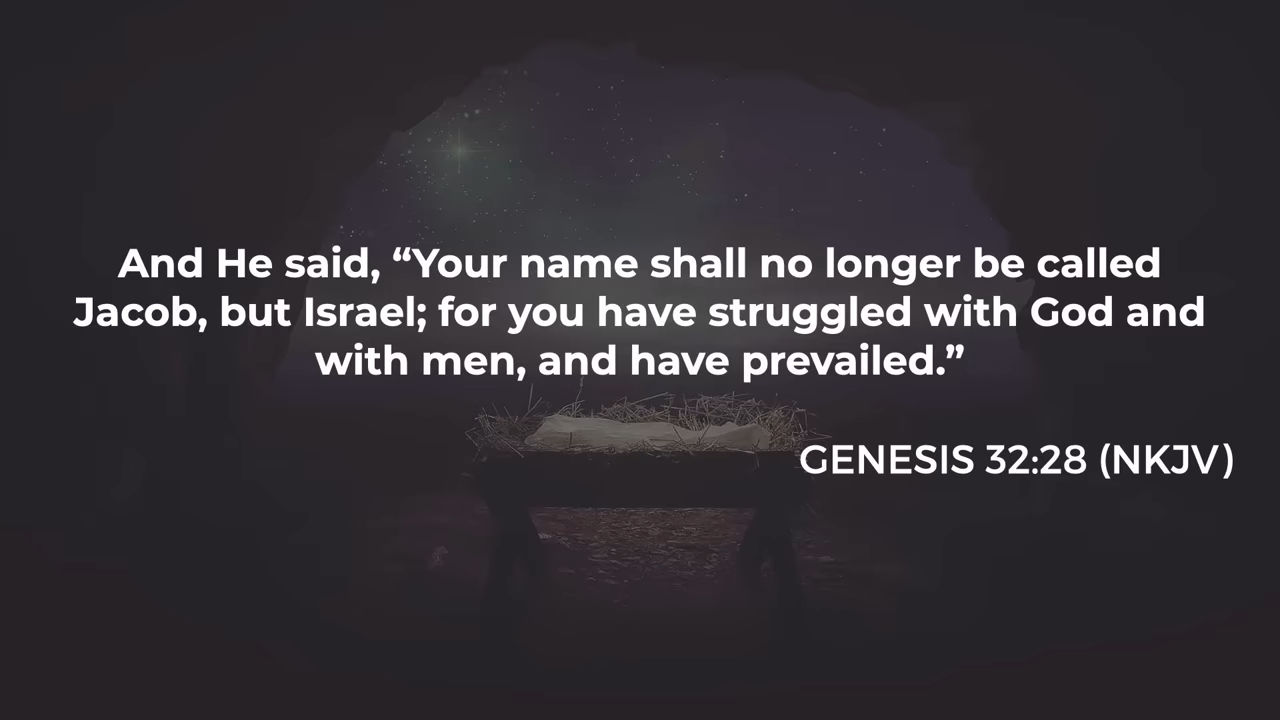 And He said, “Your name shall no longer be called
Jacob, but Israel; for you have struggled with God and
with men, and have prevailed.”
GENESIS 32:28 (NKJV)